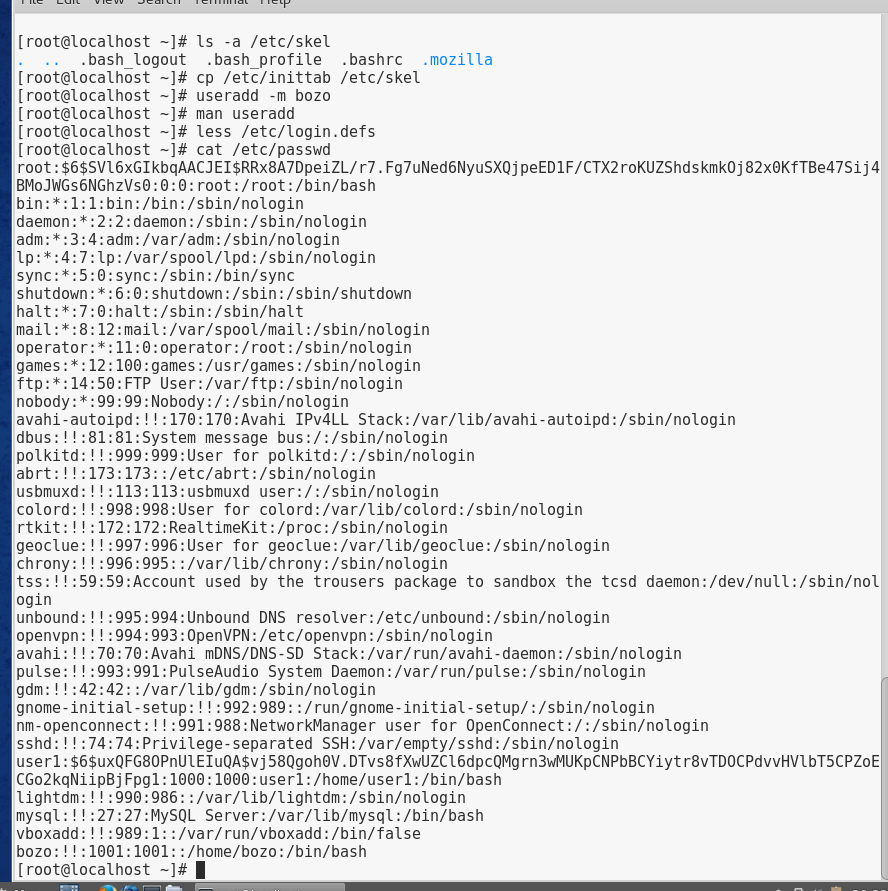 File Edit View Search Terminal Help
[root@localhost ~]# ls -a /etc/skel
.  ..  .bash_logout  .bash_profile  .bashrc  .mozilla
[root@localhost ~]# cp /etc/inittab /etc/skel
[root@localhost ~]# useradd -m bozo
[root@localhost ~]# man useradd
[root@localhost ~]# less /etc/login.defs
[root@localhost ~]# cat /etc/passwd
root:$6$SVl6xGIkbqAACJEI$RRx8A7DpeiZL/r7.Fg7uNed6NyuSXQjpeED1F/CTX2roKUZShdskmkOj82x0KfTBe47Sij4
BMoJWGs6NGhzVs0:0:0:root:/root:/bin/bash
bin:*:1:1:bin:/bin:/sbin/nologin
daemon:*:2:2:daemon:/sbin:/sbin/nologin
adm:*:3:4:adm:/var/adm:/sbin/nologin
lp:*:4:7:lp:/var/spool/lpd:/sbin/nologin
sync:*:5:0:sync:/sbin:/bin/sync
shutdown:*:6:0:shutdown:/sbin:/sbin/shutdown
halt:*:7:0:halt:/sbin:/sbin/halt
mail:*:8:12:mail:/var/spool/mail:/sbin/nologin
operator:*:11:0:operator:/root:/sbin/nologin
games:*:12:100:games:/usr/games:/sbin/nologin
ftp:*:14:50:FTP User:/var/ftp:/sbin/nologin
nobody:*:99:99:Nobody:/:/sbin/nologin
avahi-autoipd:!!:170:170:Avahi IPv4LL Stack:/var/lib/avahi-autoipd:/sbin/nologin
dbus:!!:81:81:System message bus:/:/sbin/nologin
polkitd:!!:999:999:User for polkitd:/:/sbin/nologin
abrt:!!:173:173::/etc/abrt:/sbin/nologin
usbmuxd:!!:113:113:usbmuxd user:/:/sbin/nologin
colord:!!:998:998:User for colord:/var/lib/colord:/sbin/nologin
rtkit:!!:172:172:RealtimeKit:/proc:/sbin/nologin
geoclue:!!:997:996:User for geoclue:/var/lib/geoclue:/sbin/nologin
chrony:!!:996:995::/var/lib/chrony:/sbin/nologin
tss:!!:59:59:Account used by the trousers package to sandbox the tcsd daemon:/dev/null:/sbin/nol
ogin
unbound:!!:995:994:Unbound DNS resolver:/etc/unbound:/sbin/nologin
openvpn:!!:994:993:OpenVPN:/etc/openvpn:/sbin/nologin
avahi:!!:70:70:Avahi mDNS/DNS-SD Stack:/var/run/avahi-daemon:/sbin/nologin
pulse:!!:993:991:PulseAudio System Daemon:/var/run/pulse:/sbin/nologin
gdm:!!:42:42::/var/lib/gdm:/sbin/nologin
gnome-initial-setup:!!:992:989::/run/gnome-initial-setup/:/sbin/nologin
nm-openconnect:!!:991:988:NetworkManager user for OpenConnect:/:/sbin/nologin
sshd:!!:74:74:Privilege-separated SSH:/var/empty/sshd:/sbin/nologin
user1:$6$uxQFG8OPnUlEIuQA$vj58Qgoh0V.DTvs8fXwUZCl6dpcQMgrn3wMUKpCNPbBCYiytr8vTDOCPdvvHVlbT5CPZoE
CGo2kqNiipBjFpg1:1000:1000:user1:/home/user1:/bin/bash
lightdm:!!:990:986::/var/lib/lightdm:/sbin/nologin
mysql:!!:27:27:MySQL Server:/var/lib/mysql:/bin/bash
vboxadd:!!:989:1::/var/run/vboxadd:/bin/false
bozo:!!:1001:1001::/home/bozo:/bin/bash
[root@localhost ~]#